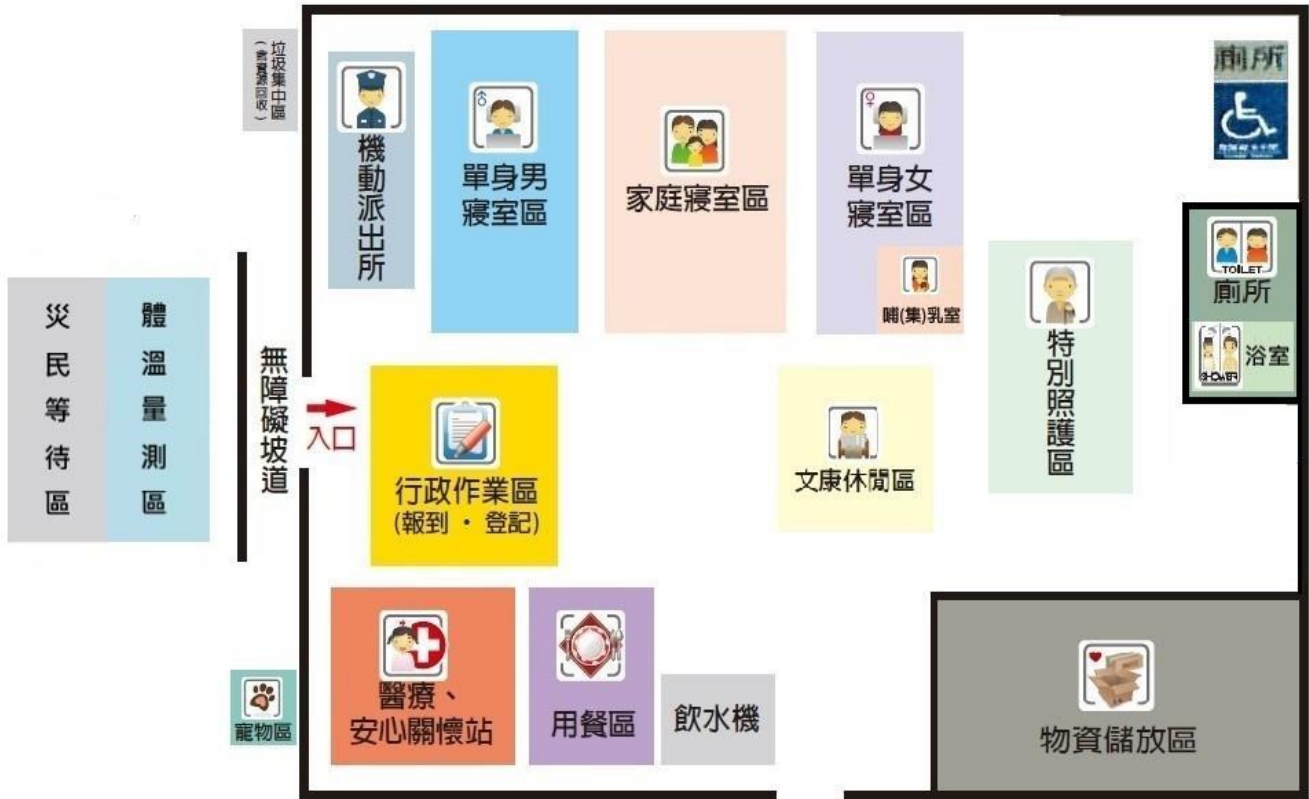 垃圾集中區
(含資源回收)
機動派出所
單身男
寢室區
家庭寢室區
單身女
寢室區
哺(集)乳室
特別照護區
廁所
TOILET
廁所
SHOWER
浴室
災民等待區
體溫量測區
無障礙坡道
入口
行政作業區
(報到・登記)
文康休閒區
寵物區
醫療、
安心關懷站
用餐區
飲水機
物資儲放區